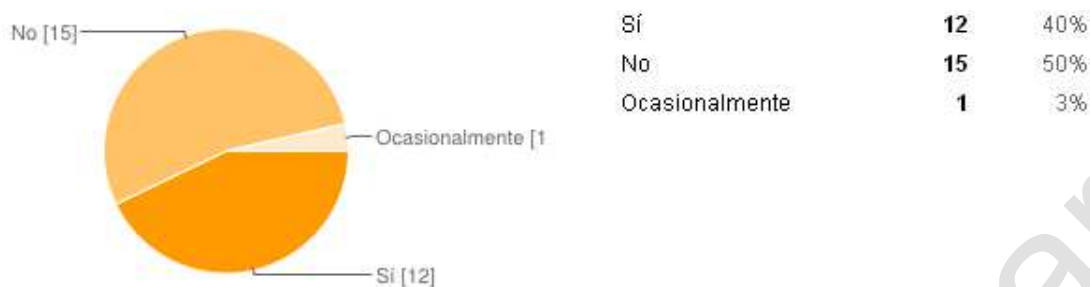 No [15]
Ocasionalmente [1
Sí [12]
Sí 12 40%
No 15 50%
Ocasionalmente 1 3%